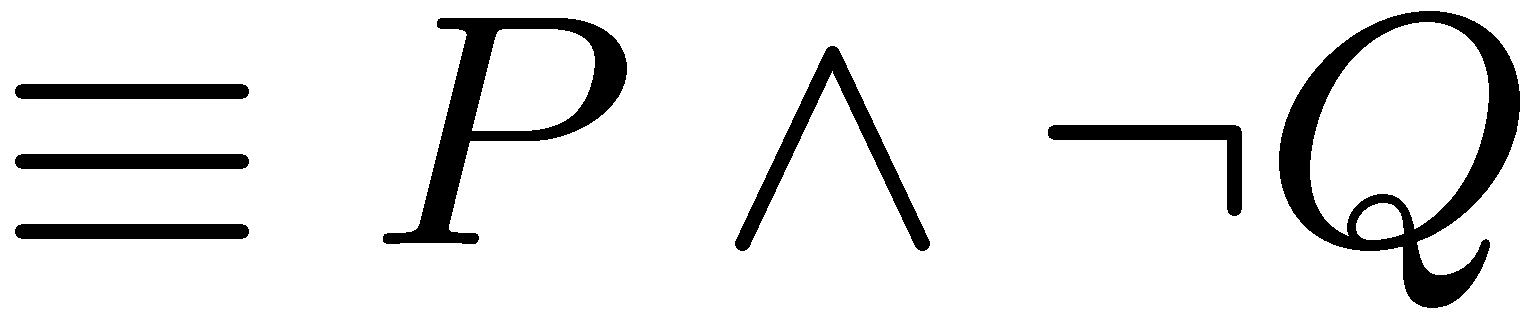 ≡ P ∧ ¬Q